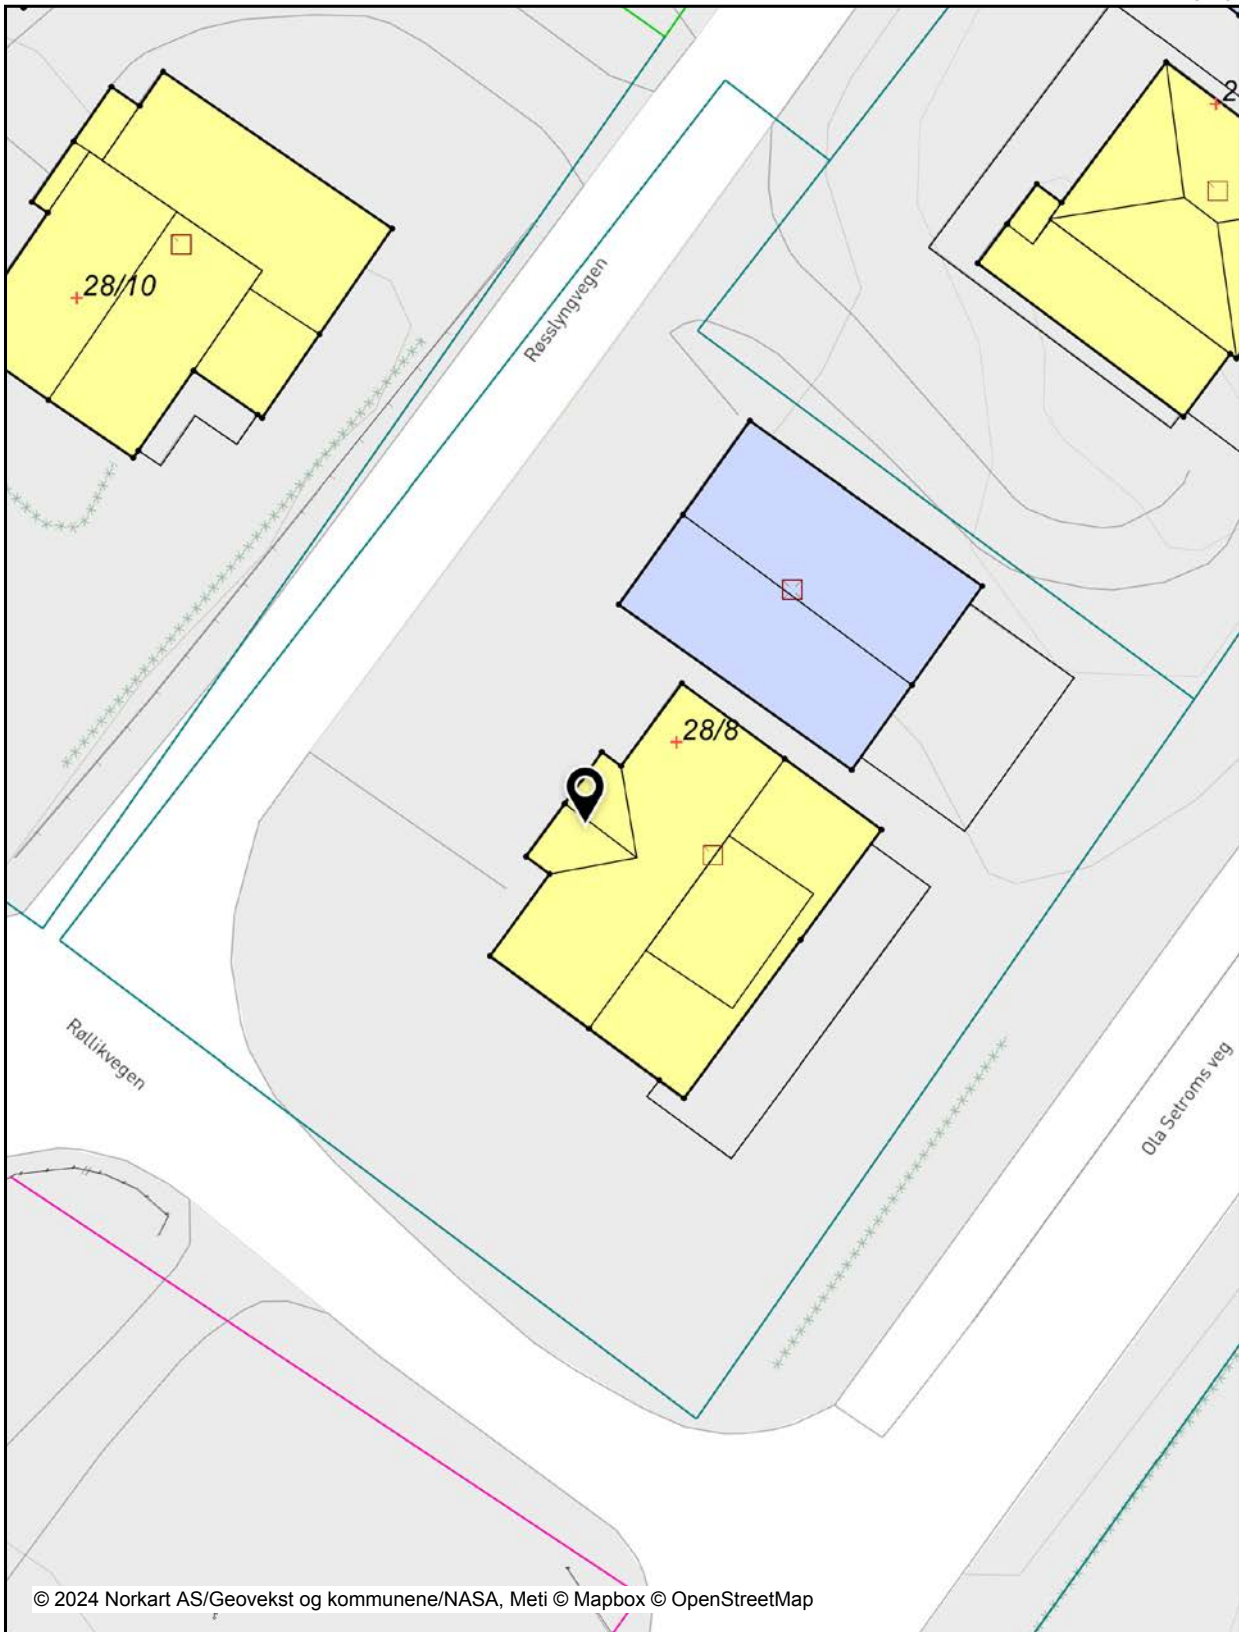 28/10
Røsslyngvegen
28/8
Røllikvegen
Ola Setroms veg
© 2024 Norkart AS/Geovekst og kommunene/NASA, Meti © Mapbox © OpenStreetMap